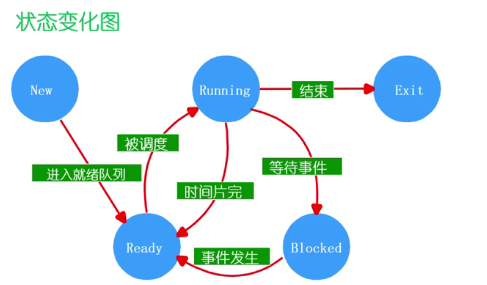 状态变化图
New
Running
结束
Exit
被调度
进入就绪队列
时间片完
等待事件
Ready
事件发生
Blocked